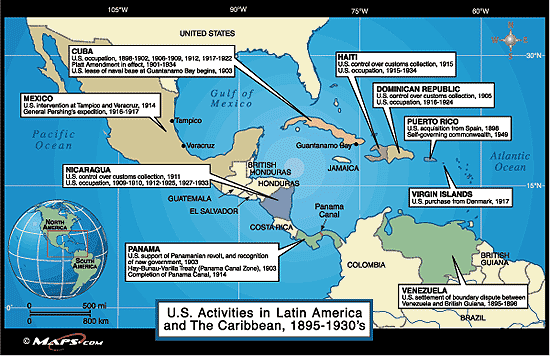 105°W
90°W
75°W
60°W
UNITED STATES
CUBA
U.S. occupation, 1898-1902, 1906-1909, 1912, 1917-1922
Platt Amendment in effect, 1901-1934
U.S. lease of naval base at Guantanamo Bay begins, 1903
HAITI
U.S. control over customs collection, 1915
U.S. occupation, 1915-1934
30°N
DOMINICAN REPUBLIC
U.S. control over customs collection, 1905
U.S. occupation, 1916-1924
MEXICO
U.S. intervention at Tampico and Veracruz, 1914
General Pershing's expedition, 1916-1917
Gulf of
Mexico
PUERTO RICO
U.S. acquisition from Spain, 1898
Self-governing commonwealth, 1949
Pacific
Ocean
Tampico
Veracruz
Guantanamo Bay
JAMAICA
Atlantic
Ocean
NICARAGUA
U.S. control over customs collection, 1911
U.S. occupation, 1909-1910, 1912-1925, 1927-1933
BRITISH
HONDURAS
HONDURAS
15°N
VIRGIN ISLANDS
U.S. purchase from Denmark, 1917
GUATEMALA
EL SALVADOR
COSTA RICA
Panama
Canal
NORTH
AMERICA
SOUTH
AMERICA
PANAMA
U.S. support of Panamanian revolt, and recognition
of new government, 1903
Hay-Bunau-Varilla Treaty (Panama Canal Zone), 1903
Completion of Panama Canal, 1914
COLOMBIA
BRITISH
GUIANA
VENEZUELA
U.S. settlement of boundary dispute between
Venezuela and British Guiana, 1895-1896
BRAZIL
0°
0 500 mi
0 800 km
U.S. Activities in Latin America
and The Caribbean, 1895-1930's
© MAPS.COM